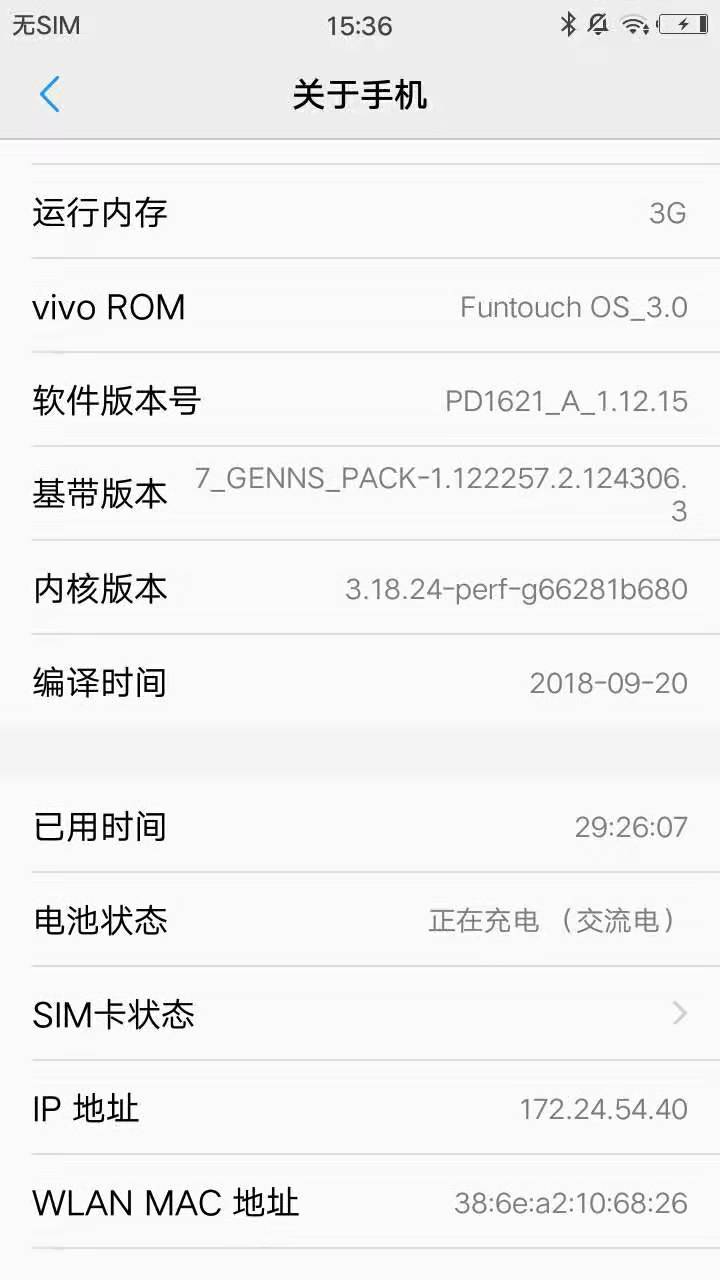 无SIM 15:36
关于手机
运行内存 3G
vivo ROM Funtouch OS_3.0
软件版本号 PD1621_A_1.12.15
基带版本 7_GENNS_PACK-1.122257.2.124306.
3
内核版本 3.18.24-perf-g66281b680
编译时间 2018-09-20
已用时间 29:26:07
电池状态 正在充电 （交流电）
SIM卡状态
IP 地址 172.24.54.40
WLAN MAC 地址 38:6e:a2:10:68:26